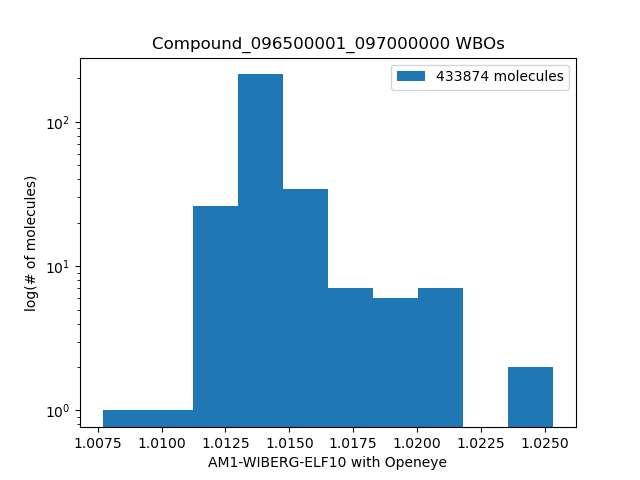 Compound_096500001_097000000 WBOs
433874 molecules
log(# of molecules)
10²
10¹
10⁰
1.0075 1.0100 1.0125 1.0150 1.0175 1.0200 1.0225 1.0250
AM1-WIBERG-ELF10 with Openeye